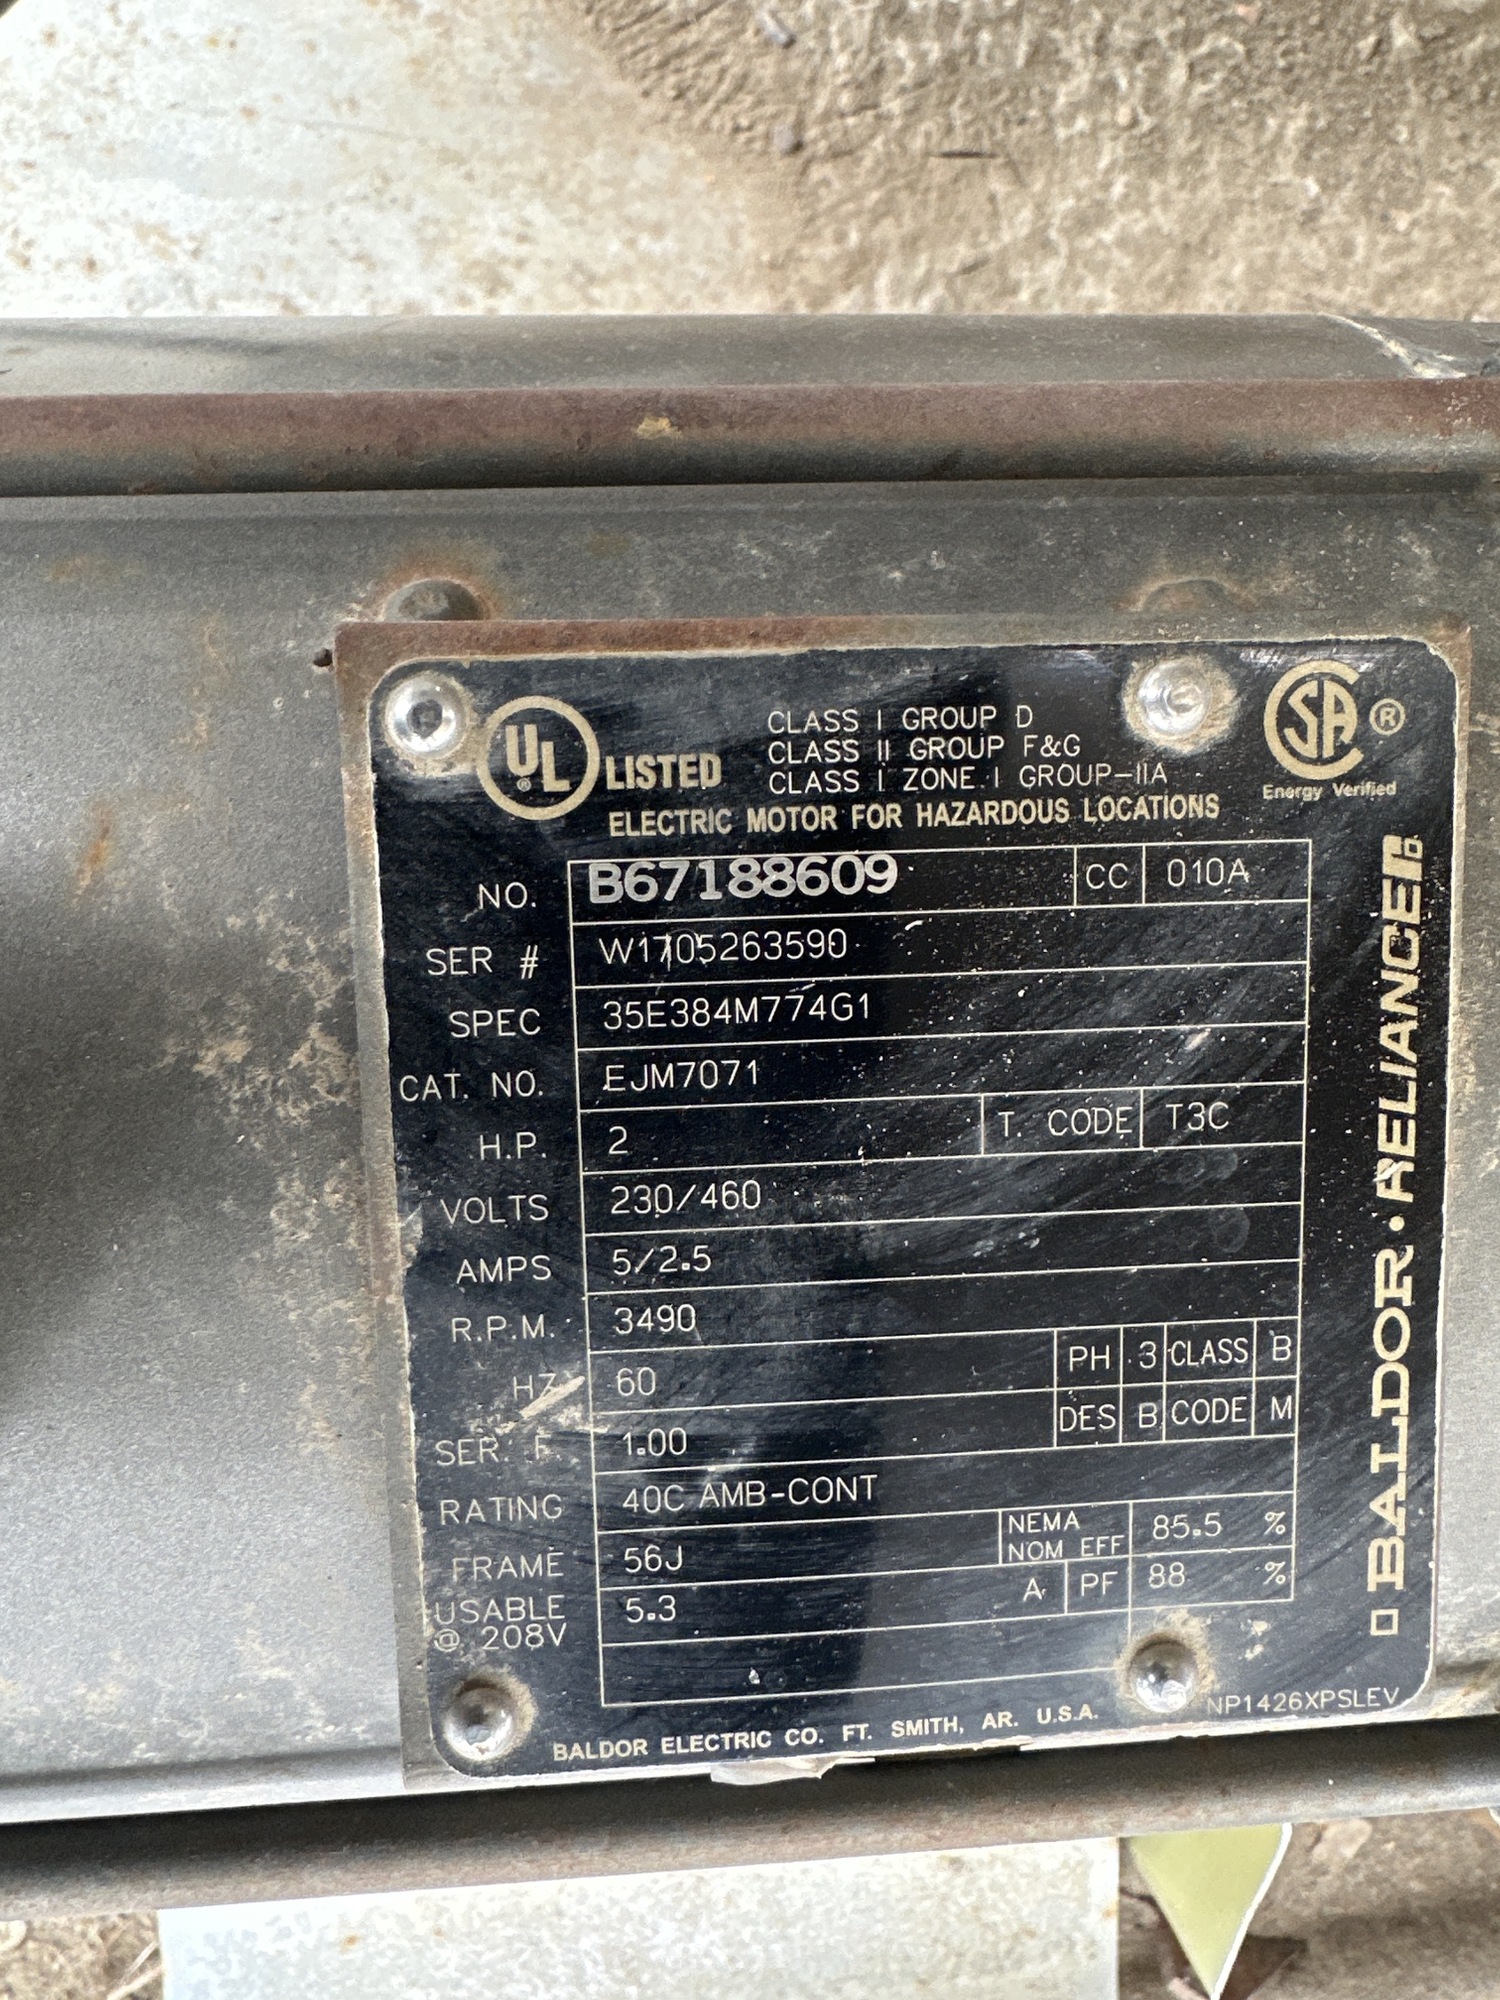 UL ® LISTED
CLASS I GROUP D
CLASS II GROUP F&G
CLASS I ZONE I GROUP-IIA
SA ®
Energy Verified
ELECTRIC MOTOR FOR HAZARDOUS LOCATIONS
NO. B67188609 CC 010A
SER # W1705263590
SPEC 35E384M774G1
CAT. NO. EJM7071
H.P. 2 T. CODE T3C
VOLTS 230/460
AMPS 5/2.5
R.P.M. 3490
HZ 60 PH 3 CLASS B
SER. F. 1.00 DES B CODE M
RATING 40C AMB-CONT
FRAME 56J NEMA NOM EFF 85.5 %
USABLE @ 208V 5.3 A PF 88 %
BALDOR ELECTRIC CO. FT. SMITH, AR. U.S.A.
NP1426XPSLEV
BALDOR • RELIANCE